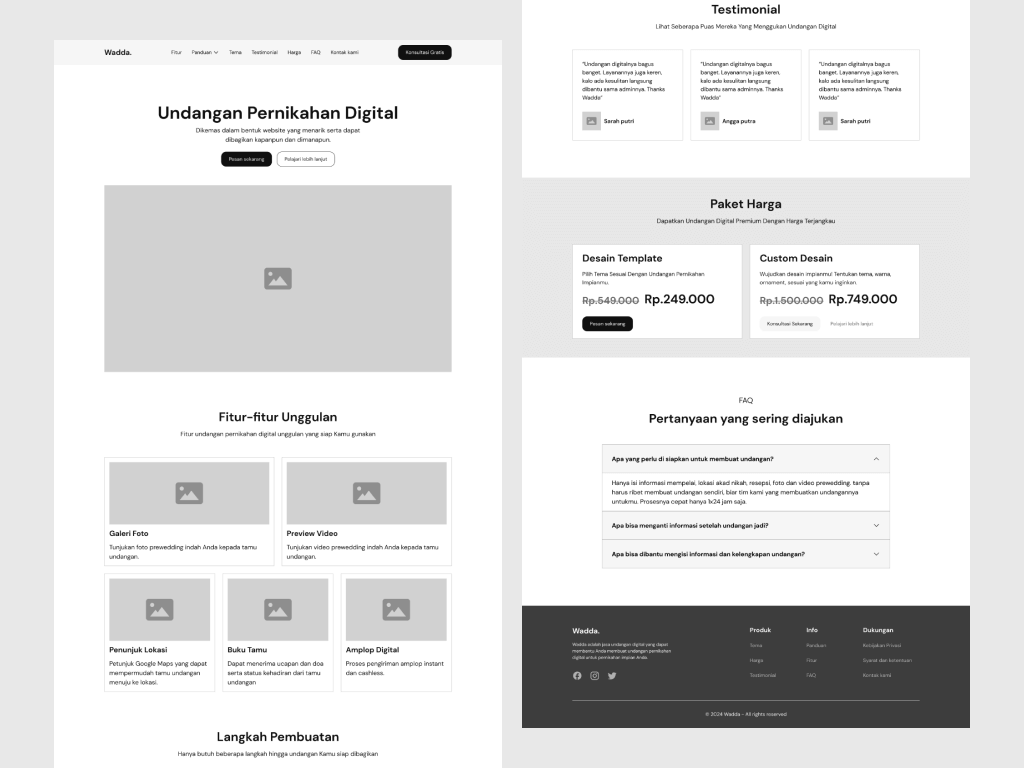 Wadda.
Fitur
Panduan
Tema
Testimonial
Harga
FAQ
Kontak kami
Konsultasi Gratis
Undangan Pernikahan Digital
Dikemas dalam bentuk website yang menarik serta dapat
dibagikan kapanpun dan dimanapun.
Pesan sekarang
Pelajari lebih lanjut
Fitur-fitur Unggulan
Fitur undangan pernikahan digital unggulan yang siap Kamu gunakan
Galeri Foto
Tunjukan foto prewedding indah Anda kepada tamu
undangan.
Preview Video
Tunjukan video prewedding indah Anda kepada tamu
undangan.
Penunjuk Lokasi
Petunjuk Google Maps yang dapat
mempermudah tamu undangan
menuju ke lokasi.
Buku Tamu
Dapat menerima ucapan dan doa
serta status kehadiran dari tamu
undangan
Amplop Digital
Proses pengiriman amplop instant
dan cashless.
Langkah Pembuatan
Hanya butuh beberapa langkah hingga undangan Kamu siap dibagikan
Testimonial
Lihat Seberapa Puas Mereka Yang Menggukan Undangan Digital
"Undangan digitalnya bagus
banget. Layanannya juga keren,
kalo ada kesulitan langsung
dibantu sama adminnya. Thanks
Wadda"
Sarah putri
"Undangan digitalnya bagus
banget. Layanannya juga keren,
kalo ada kesulitan langsung
dibantu sama adminnya. Thanks
Wadda"
Angga putra
"Undangan digitalnya bagus
banget. Layanannya juga keren,
kalo ada kesulitan langsung
dibantu sama adminnya. Thanks
Wadda"
Sarah putri
Paket Harga
Dapatkan Undangan Digital Premium Dengan Harga Terjangkau
Desain Template
Pilih Tema Sesuai Dengan Undangan Pernikahan
Impianmu.
Rp.549.000 Rp.249.000
Pesan sekarang
Custom Desain
Wujudkan desain impianmu! Tentukan tema, warna,
ornament, sesuai yang kamu inginkan.
Rp.1.500.000 Rp.749.000
Konsultasi Sekarang
Pelajari lebih lanjut
FAQ
Pertanyaan yang sering diajukan
Apa yang perlu di siapkan untuk membuat undangan?
Hanya isi informasi mempelai, lokasi akad nikah, resepsi, foto dan video prewedding. tanpa
harus ribet membuat undangan sendiri, biar tim kami yang membuatkan undangannya
untukmu. Prosesnya cepat hanya 1x24 jam saja.
Apa bisa menganti informasi setelah undangan jadi?
Apa bisa dibantu mengisi informasi dan kelengkapan undangan?
Wadda.
Wadda adalah jasa undangan digital yang dapat
membantu Anda membuat undangan pernikahan
digital untuk pernikahan impian Anda.
Produk
Tema
Harga
Testimonial
Info
Panduan
Fitur
FAQ
Dukungan
Kebijakan Privasi
Syarat dan ketentuan
Kontak kami
© 2024 Wadda - All rights reserved